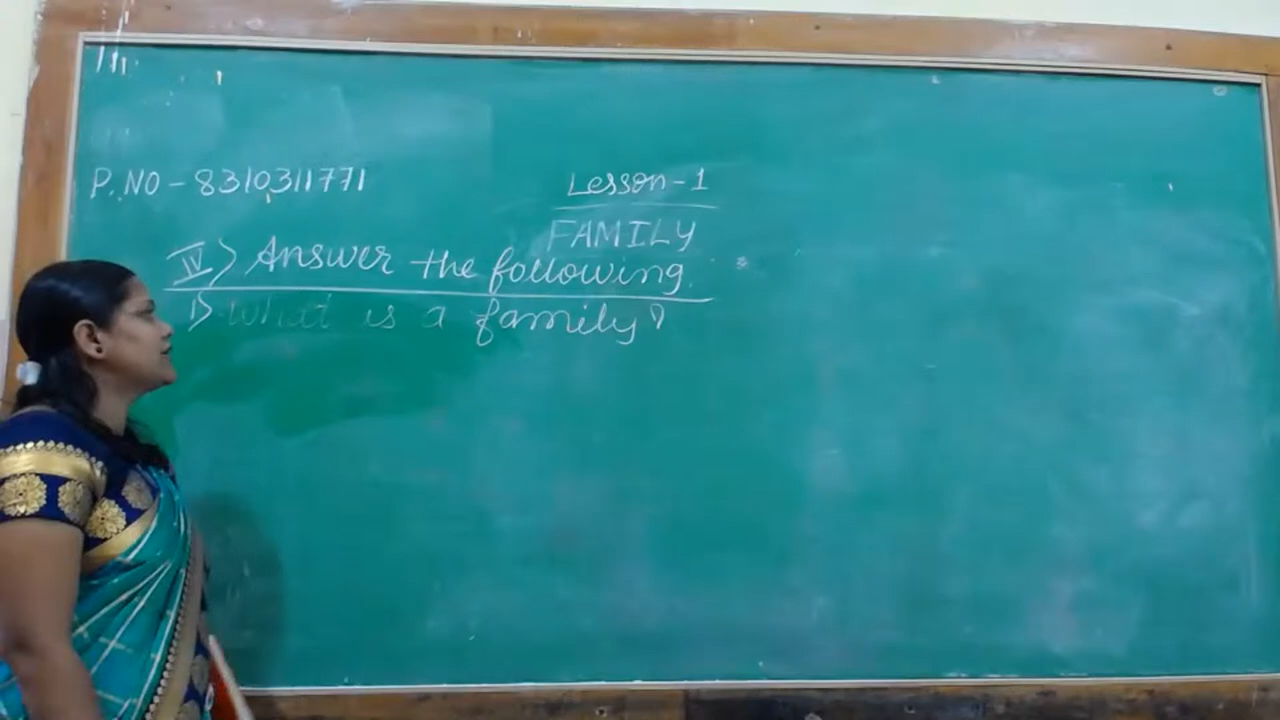 P.NO - 8310311771
Lesson-1
FAMILY
IV) Answer the following.
1) What is a family?